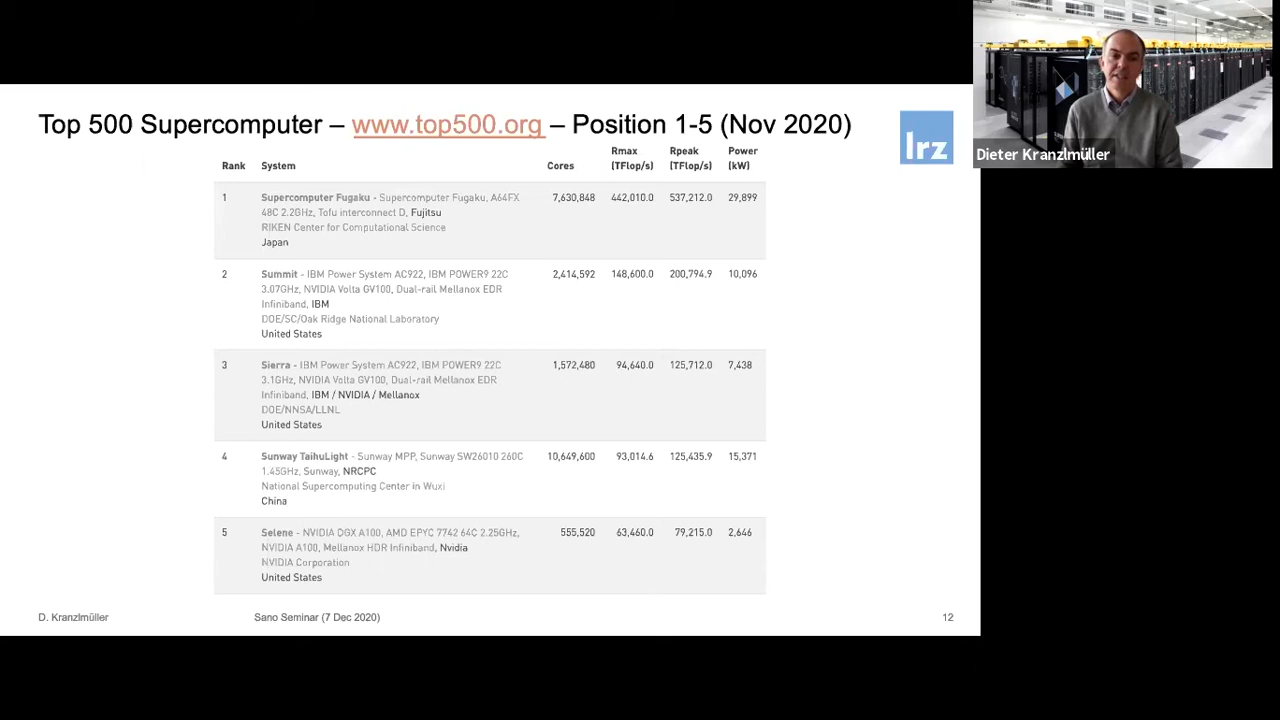 Top 500 Supercomputer – www.top500.org – Position 1-5 (Nov 2020)
lrz
Dieter Kranzlmüller
Rank System Cores Rmax (TFlop/s) Rpeak (TFlop/s) Power (kW)
1 Supercomputer Fugaku - Supercomputer Fugaku, A64FX 7,630,848 442,010.0 537,212.0 29,899
48C 2.2GHz, Tofu interconnect D, Fujitsu
RIKEN Center for Computational Science
Japan
2 Summit - IBM Power System AC922, IBM POWER9 22C 2,414,592 148,600.0 200,794.9 10,096
3.07GHz, NVIDIA Volta GV100, Dual-rail Mellanox EDR
Infiniband, IBM
DOE/SC/Oak Ridge National Laboratory
United States
3 Sierra - IBM Power System AC922, IBM POWER9 22C 1,572,480 94,640.0 125,712.0 7,438
3.1GHz, NVIDIA Volta GV100, Dual-rail Mellanox EDR
Infiniband, IBM / NVIDIA / Mellanox
DOE/NNSA/LLNL
United States
4 Sunway TaihuLight - Sunway MPP, Sunway SW26010 260C 10,649,600 93,014.6 125,435.9 15,371
1.45GHz, Sunway, NRCPC
National Supercomputing Center in Wuxi
China
5 Selene - NVIDIA DGX A100, AMD EPYC 7742 64C 2.25GHz, 555,520 63,460.0 79,215.0 2,646
NVIDIA A100, Mellanox HDR Infiniband, Nvidia
NVIDIA Corporation
United States
D. Kranzlmüller Sano Seminar (7 Dec 2020) 12